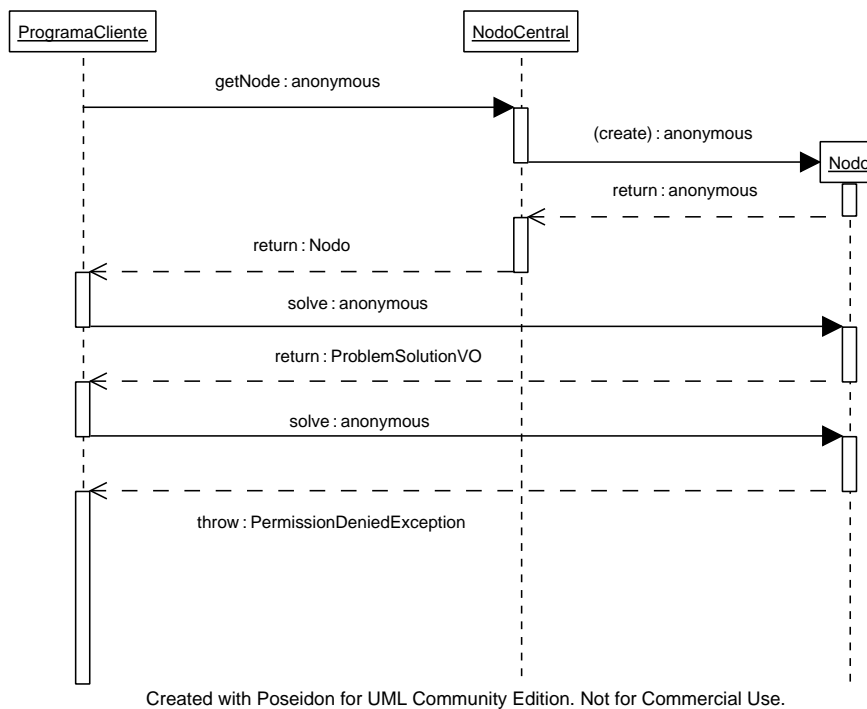 ProgramaCliente
NodoCentral
getNode : anonymous
(create) : anonymous
Nodo
return : anonymous
return : Nodo
solve : anonymous
return : ProblemSolutionVO
solve : anonymous
throw : PermissionDeniedException
Created with Poseidon for UML Community Edition. Not for Commercial Use.